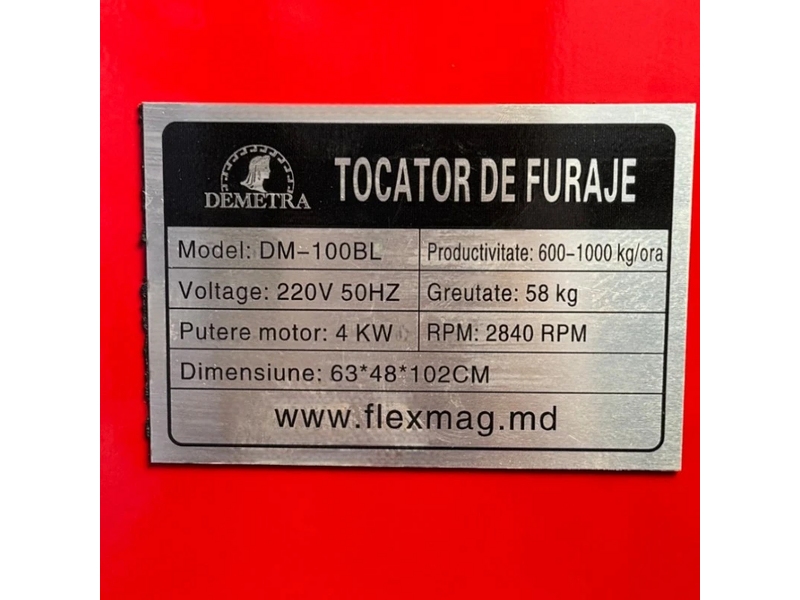 DEMETRA
TOCATOR DE FURAJE
Model: DM-100BL
Productivitate: 600-1000 kg/ora
Voltage: 220V 50HZ
Greutate: 58 kg
Putere motor: 4 KW
RPM: 2840 RPM
Dimensiune: 63*48*102CM
www.flexmag.md